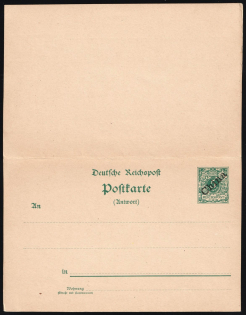 Deutsche Reichspost
Postkarte
(Antwort)
An
China
in